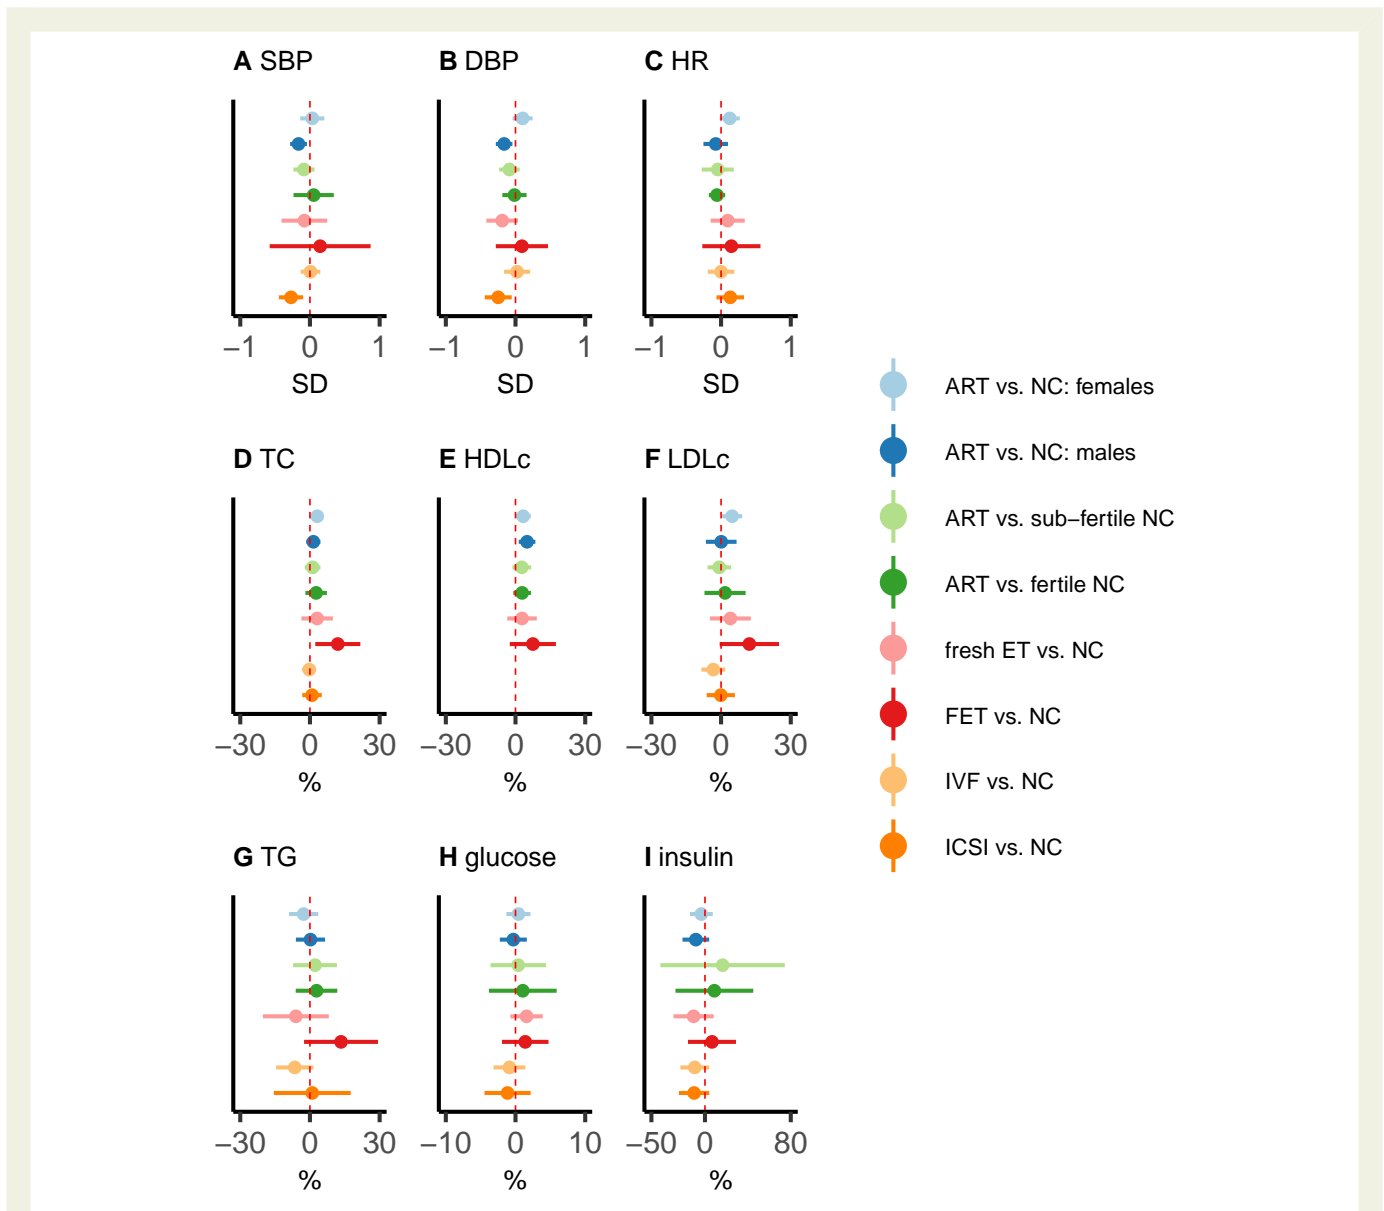 A SBP
B DBP
C HR
−1 0 1
−1 0 1
−1 0 1
SD
SD
SD
D TC
E HDLc
F LDLc
−30 0 30
−30 0 30
−30 0 30
%
%
%
G TG
H glucose
I insulin
−30 0 30
−10 0 10
−50 0 80
%
%
%
ART vs. NC: females
ART vs. NC: males
ART vs. sub−fertile NC
ART vs. fertile NC
fresh ET vs. NC
FET vs. NC
IVF vs. NC
ICSI vs. NC